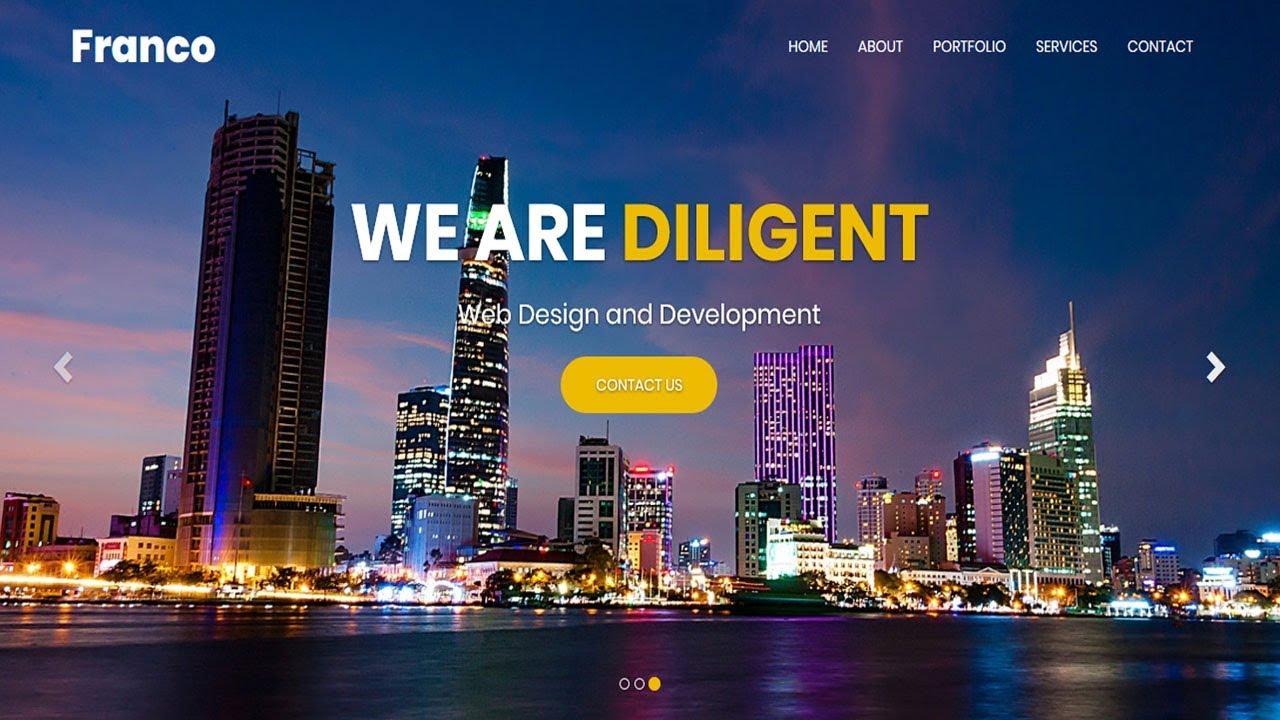 Franco
HOME ABOUT PORTFOLIO SERVICES CONTACT
WE ARE DILIGENT
Web Design and Development
CONTACT US